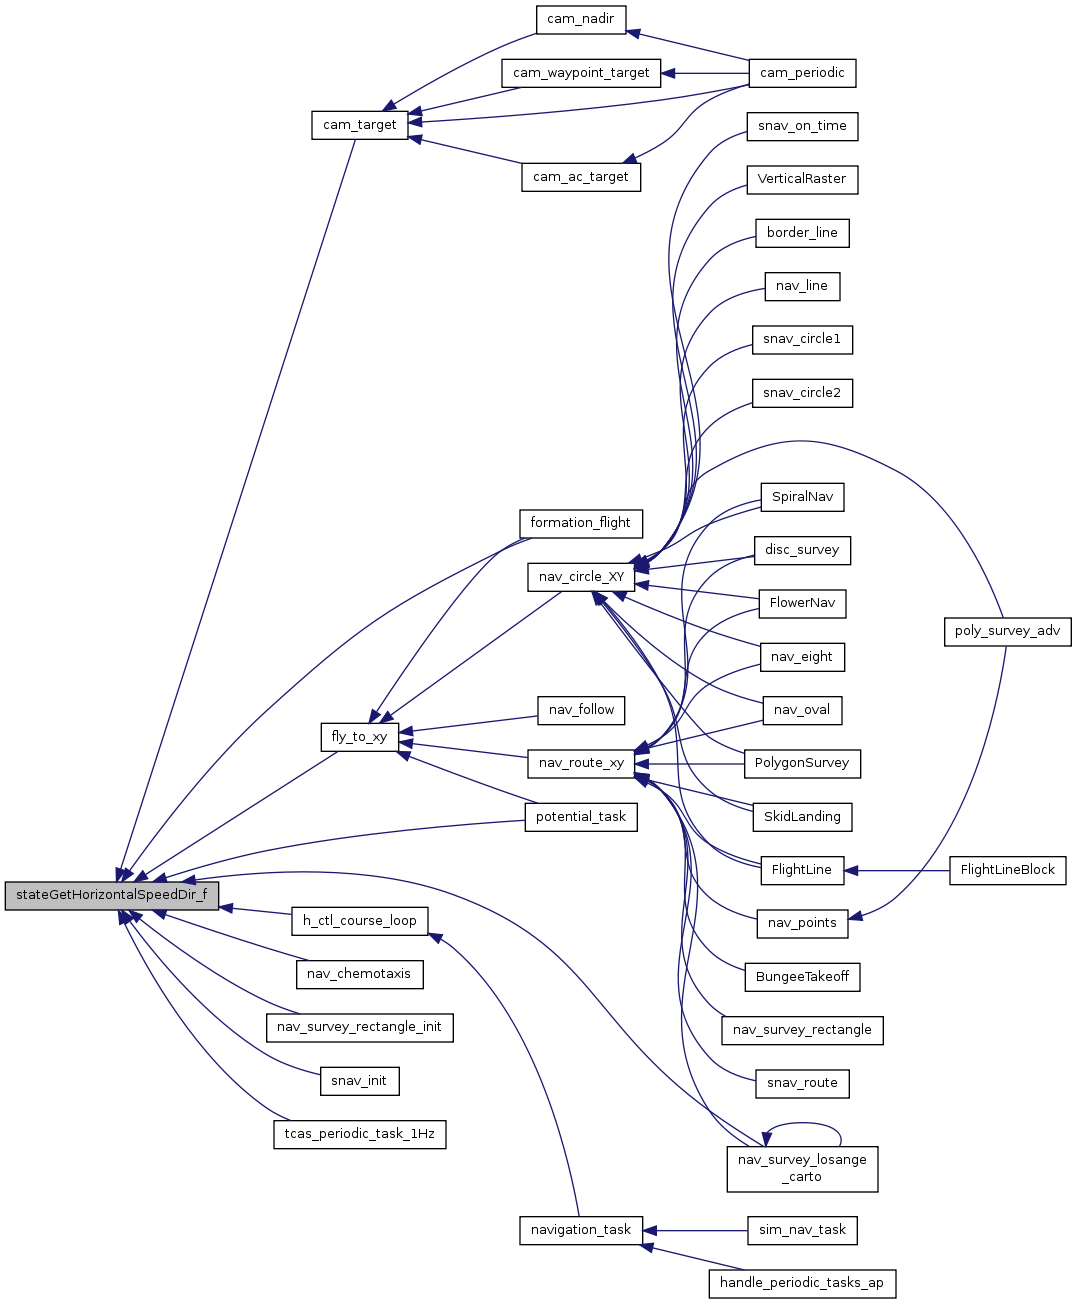 cam_nadir
cam_waypoint_target
cam_periodic
cam_target
snav_on_time
cam_ac_target
VerticalRaster
border_line
nav_line
snav_circle1
snav_circle2
SpiralNav
formation_flight
disc_survey
nav_circle_XY
FlowerNav
poly_survey_adv
nav_eight
nav_follow
nav_oval
fly_to_xy
nav_route_xy
PolygonSurvey
potential_task
SkidLanding
FlightLine
FlightLineBlock
stateGetHorizontalSpeedDir_f
h_ctl_course_loop
nav_points
nav_chemotaxis
BungeeTakeoff
nav_survey_rectangle_init
nav_survey_rectangle
snav_init
snav_route
tcas_periodic_task_1Hz
nav_survey_losange
_carto
navigation_task
sim_nav_task
handle_periodic_tasks_ap